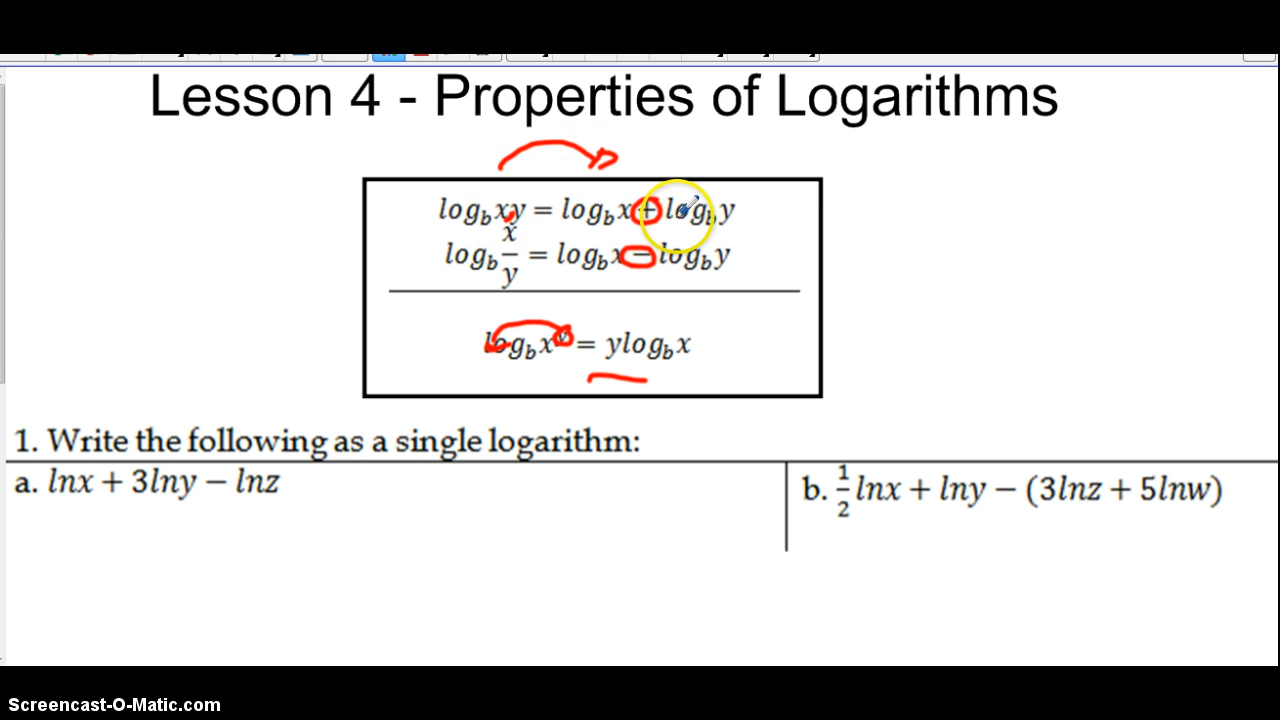 Lesson 4 - Properties of Logarithms
log_b xy = log_b x + log_b y
log_b x/y = log_b x − log_b y
log_b x^y = ylog_b x
1. Write the following as a single logarithm:
a. lnx + 3lny − lnz
b. 1/2 lnx + lny − (3lnz + 5lnw)
Screencast-O-Matic.com